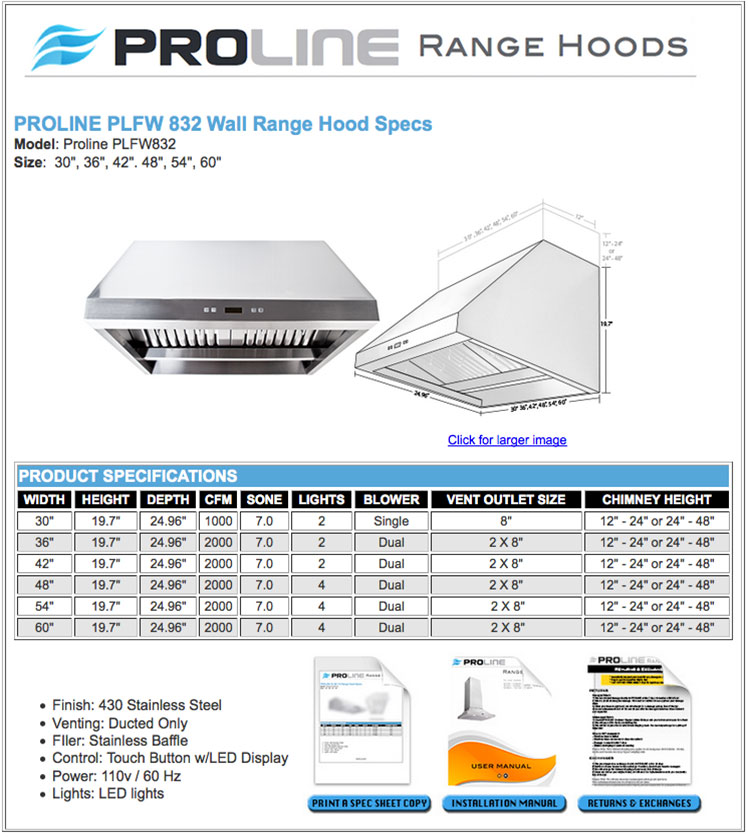 PROLINE RANGE HOODS
PROLINE PLFW 832 Wall Range Hood Specs
Model: Proline PLFW832
Size: 30", 36", 42". 48", 54", 60"
30", 36", 42", 48", 54", 60"
12"
12" - 24"
or
24" - 48"
19.7"
24.96"
30" 36",42",48",54",60"
Click for larger image
PRODUCT SPECIFICATIONS
WIDTH HEIGHT DEPTH CFM SONE LIGHTS BLOWER VENT OUTLET SIZE CHIMNEY HEIGHT
30" 19.7" 24.96" 1000 7.0 2 Single 8" 12" - 24" or 24" - 48"
36" 19.7" 24.96" 2000 7.0 2 Dual 2 X 8" 12" - 24" or 24" - 48"
42" 19.7" 24.96" 2000 7.0 2 Dual 2 X 8" 12" - 24" or 24" - 48"
48" 19.7" 24.96" 2000 7.0 4 Dual 2 X 8" 12" - 24" or 24" - 48"
54" 19.7" 24.96" 2000 7.0 4 Dual 2 X 8" 12" - 24" or 24" - 48"
60" 19.7" 24.96" 2000 7.0 4 Dual 2 X 8" 12" - 24" or 24" - 48"
• Finish: 430 Stainless Steel
• Venting: Ducted Only
• FIler: Stainless Baffle
• Control: Touch Button w/LED Display
• Power: 110v / 60 Hz
• Lights: LED lights
PROLINE RANGE
PROLINE RANGE
USER MANUAL
PROLINE
RETURNS & EXCHANGES
RETURNS
PRINT A SPEC SHEET COPY
INSTALLATION MANUAL
RETURNS & EXCHANGES